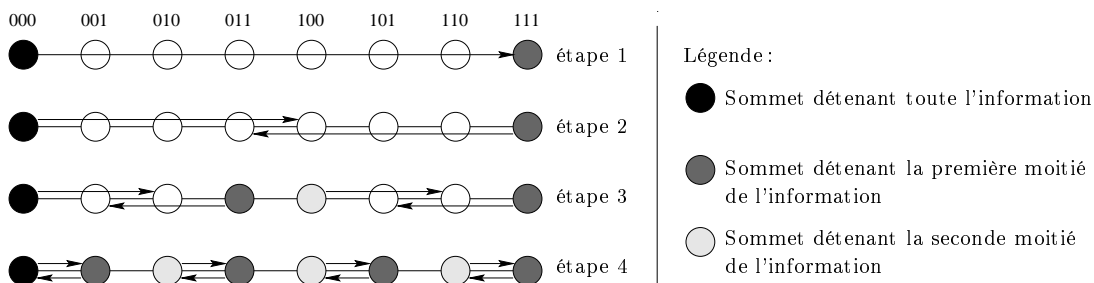 000 001 010 011 100 101 110 111
étape 1
étape 2
étape 3
étape 4
Légende :
Sommet détenant toute l'information
Sommet détenant la première moitié
de l'information
Sommet détenant la seconde moitié
de l'information